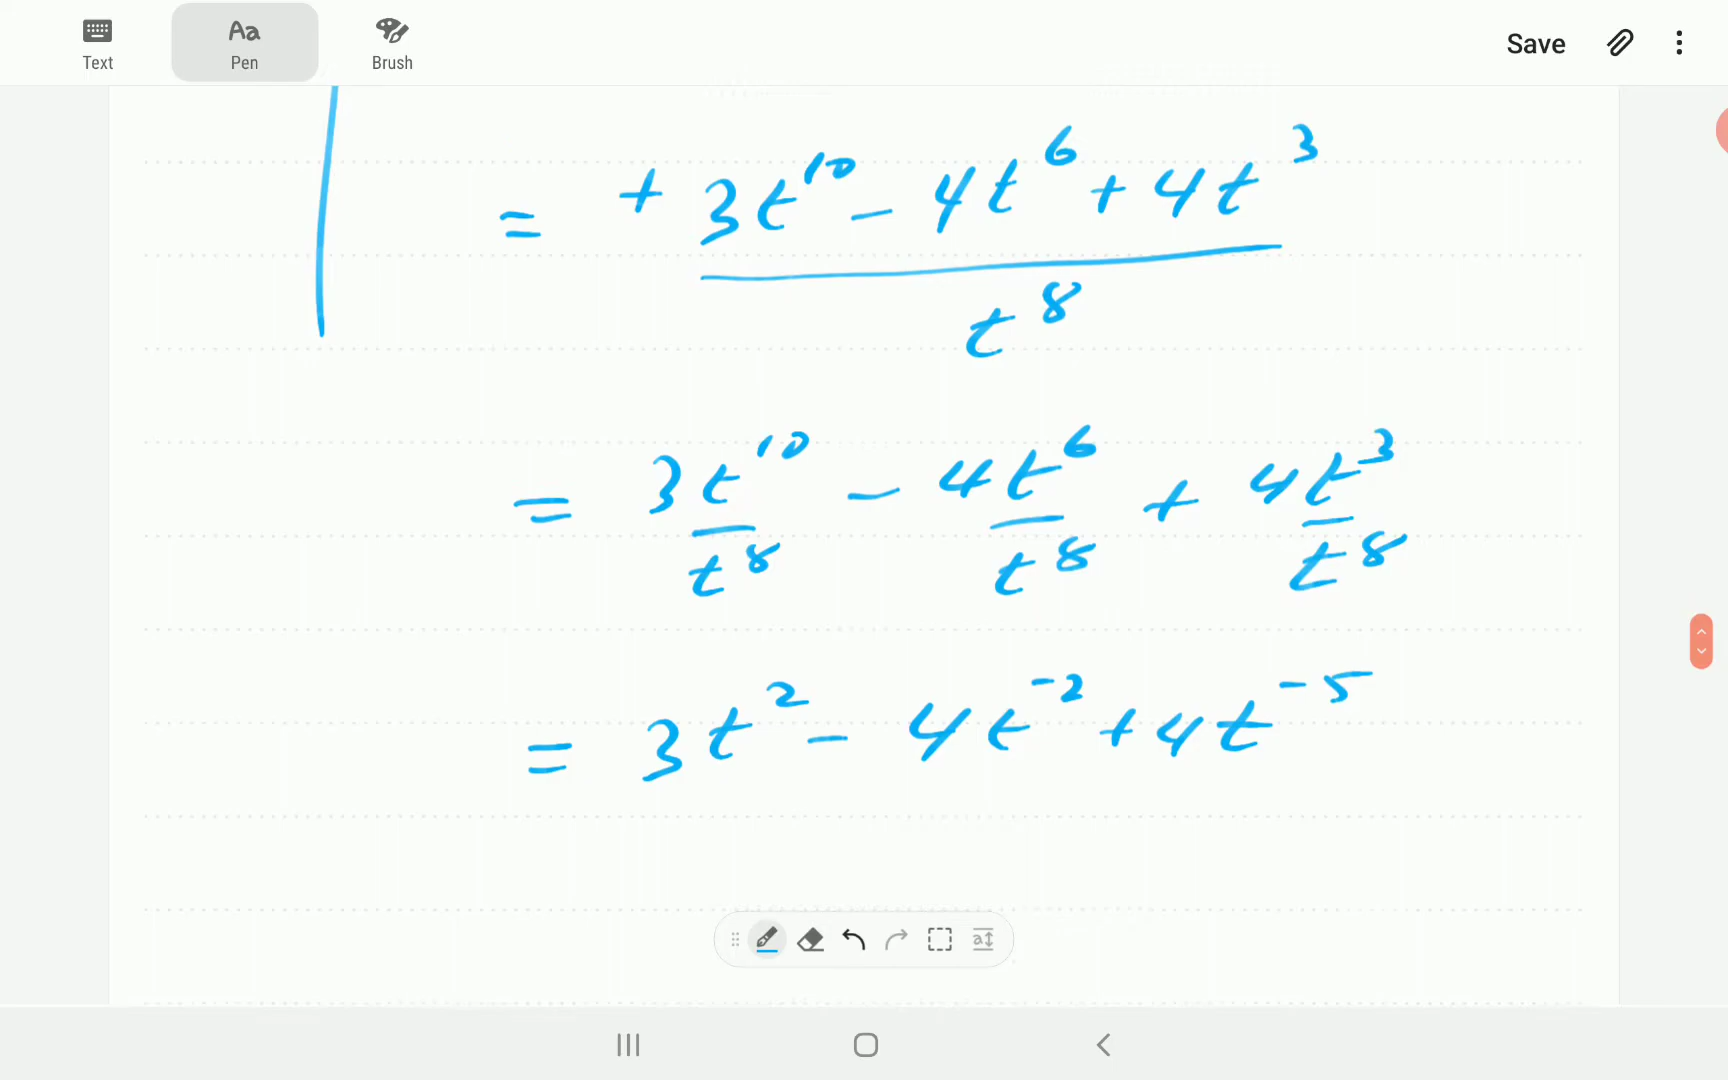 Text Pen Brush Save
= + 3t^10 - 4t^6 + 4t^3
t^8
= 3t^10 - 4t^6 + 4t^3
t^8 t^8 t^8
= 3t^2 - 4t^-2 + 4t^-5